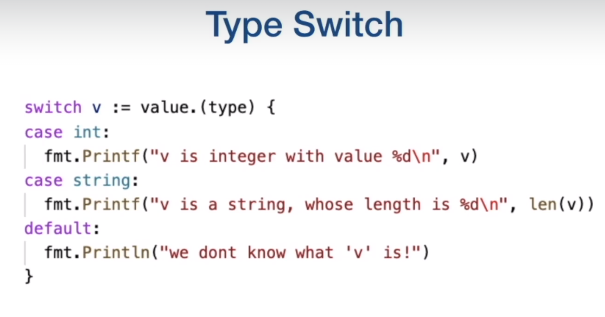 Type Switch
switch v := value.(type) {
case int:
fmt.Printf("v is integer with value %d\n", v)
case string:
fmt.Printf("v is a string, whose length is %d\n", len(v))
default:
fmt.Println("we dont know what 'v' is!")
}